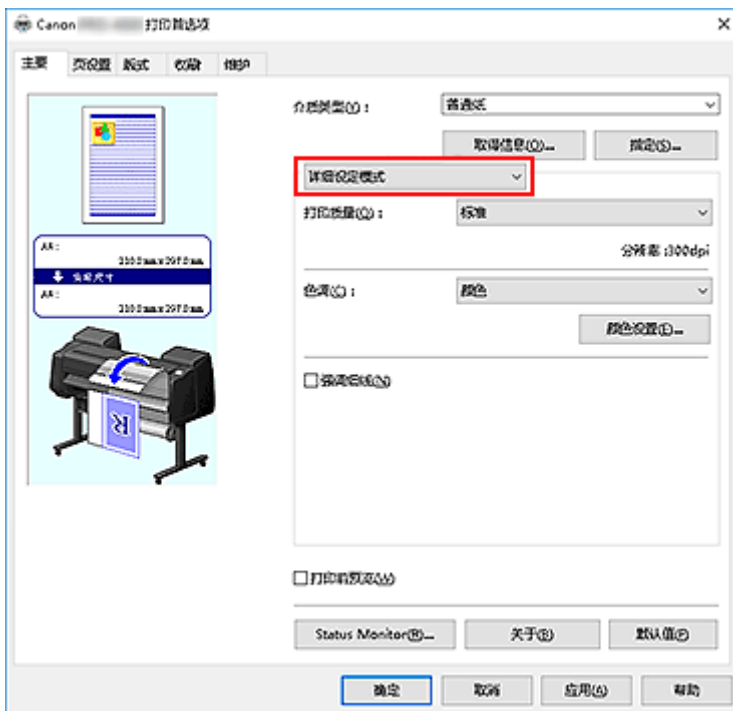 Canon 打印首选项
主要 页设置 版式 收藏 维护
介质类型(Y)： 普通纸
取得信息(O)... 指定(S)...
详细设定模式
打印质量(Q)： 标准
分辨率 :300dpi
色调(C)： 颜色
颜色设置(E)...
强调细线(N)
A4 :
210.0mm x 297.0mm
实际尺寸
A4 :
210.0mm x 297.0mm
R
打印前预览(W)
Status Monitor(R)... 关于(B) 默认值(F)
确定 取消 应用(A) 帮助